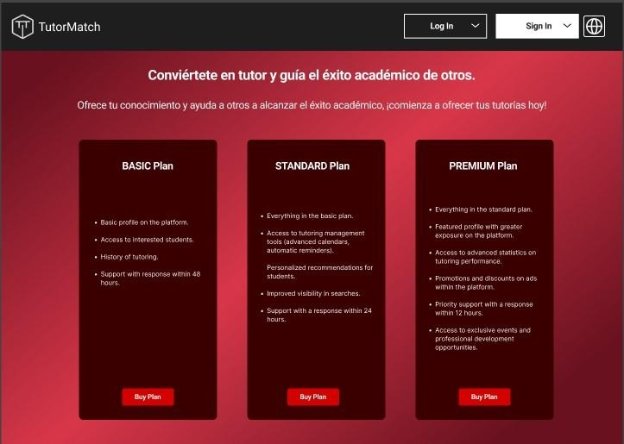 TutorMatch
Log In
Sign In
Conviértete en tutor y guía el éxito académico de otros.
Ofrece tu conocimiento y ayuda a otros a alcanzar el éxito académico, ¡comienza a ofrecer tus tutorías hoy!
BASIC Plan
• Basic profile on the platform.
• Access to interested students.
• History of tutoring.
• Support with response within 48
hours.
Buy Plan
STANDARD Plan
• Everything in the basic plan.
• Access to tutoring management
tools (advanced calendars,
automatic reminders).
Personalized recommendations for
students.
• Improved visibility in searches.
• Support with a response within 24
hours.
Buy Plan
PREMIUM Plan
• Everything in the standard plan.
• Featured profile with greater
exposure on the platform.
• Access to advanced statistics on
tutoring performance.
• Promotions and discounts on ads
within the platform.
• Priority support with a response
within 12 hours.
• Access to exclusive events and
professional development
opportunities.
Buy Plan